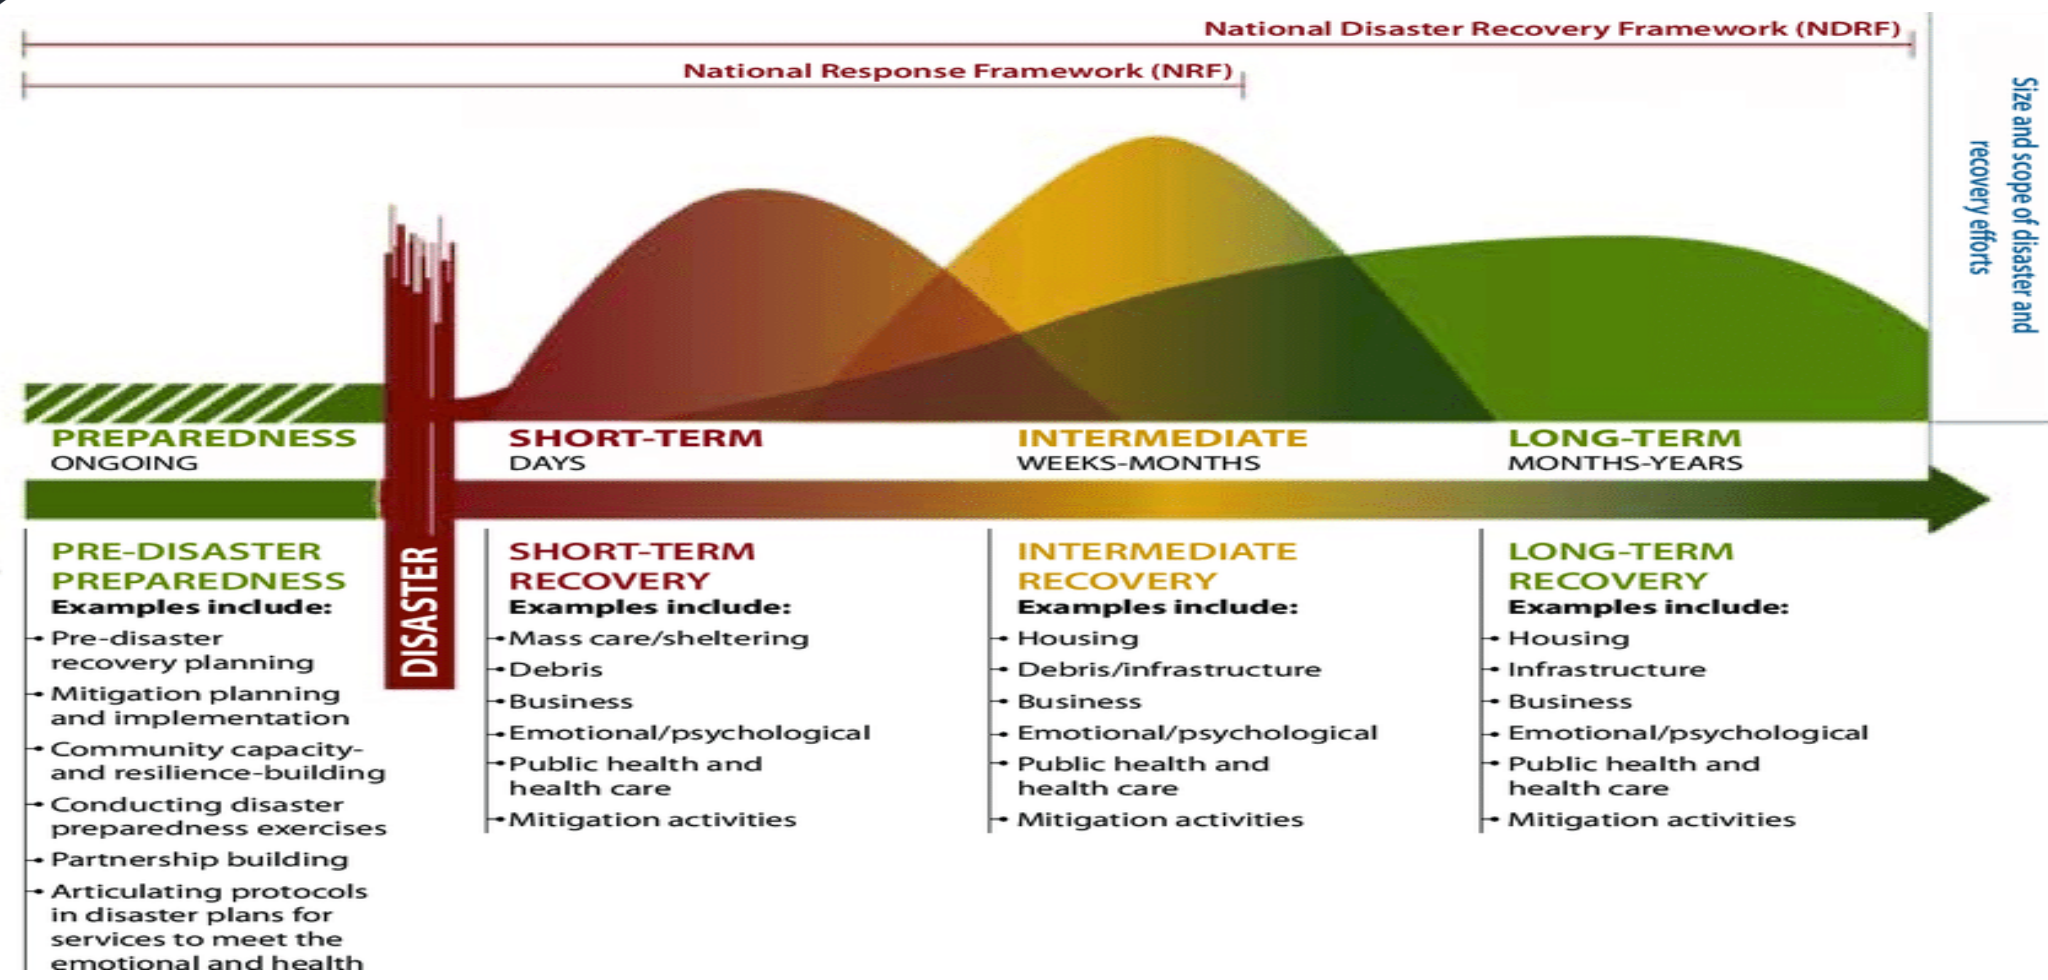 National Disaster Recovery Framework (NDRF)
National Response Framework (NRF)
Size and scope of disaster and
recovery efforts
PREPAREDNESS
ONGOING
SHORT-TERM
DAYS
INTERMEDIATE
WEEKS-MONTHS
LONG-TERM
MONTHS-YEARS
DISASTER
PRE-DISASTER
PREPAREDNESS
Examples include:
• Pre-disaster
recovery planning
• Mitigation planning
and implementation
• Community capacity-
and resilience-building
• Conducting disaster
preparedness exercises
• Partnership building
• Articulating protocols
in disaster plans for
services to meet the
emotional and health
SHORT-TERM
RECOVERY
Examples include:
• Mass care/sheltering
• Debris
• Business
• Emotional/psychological
• Public health and
health care
• Mitigation activities
INTERMEDIATE
RECOVERY
Examples include:
• Housing
• Debris/infrastructure
• Business
• Emotional/psychological
• Public health and
health care
• Mitigation activities
LONG-TERM
RECOVERY
Examples include:
• Housing
• Infrastructure
• Business
• Emotional/psychological
• Public health and
health care
• Mitigation activities